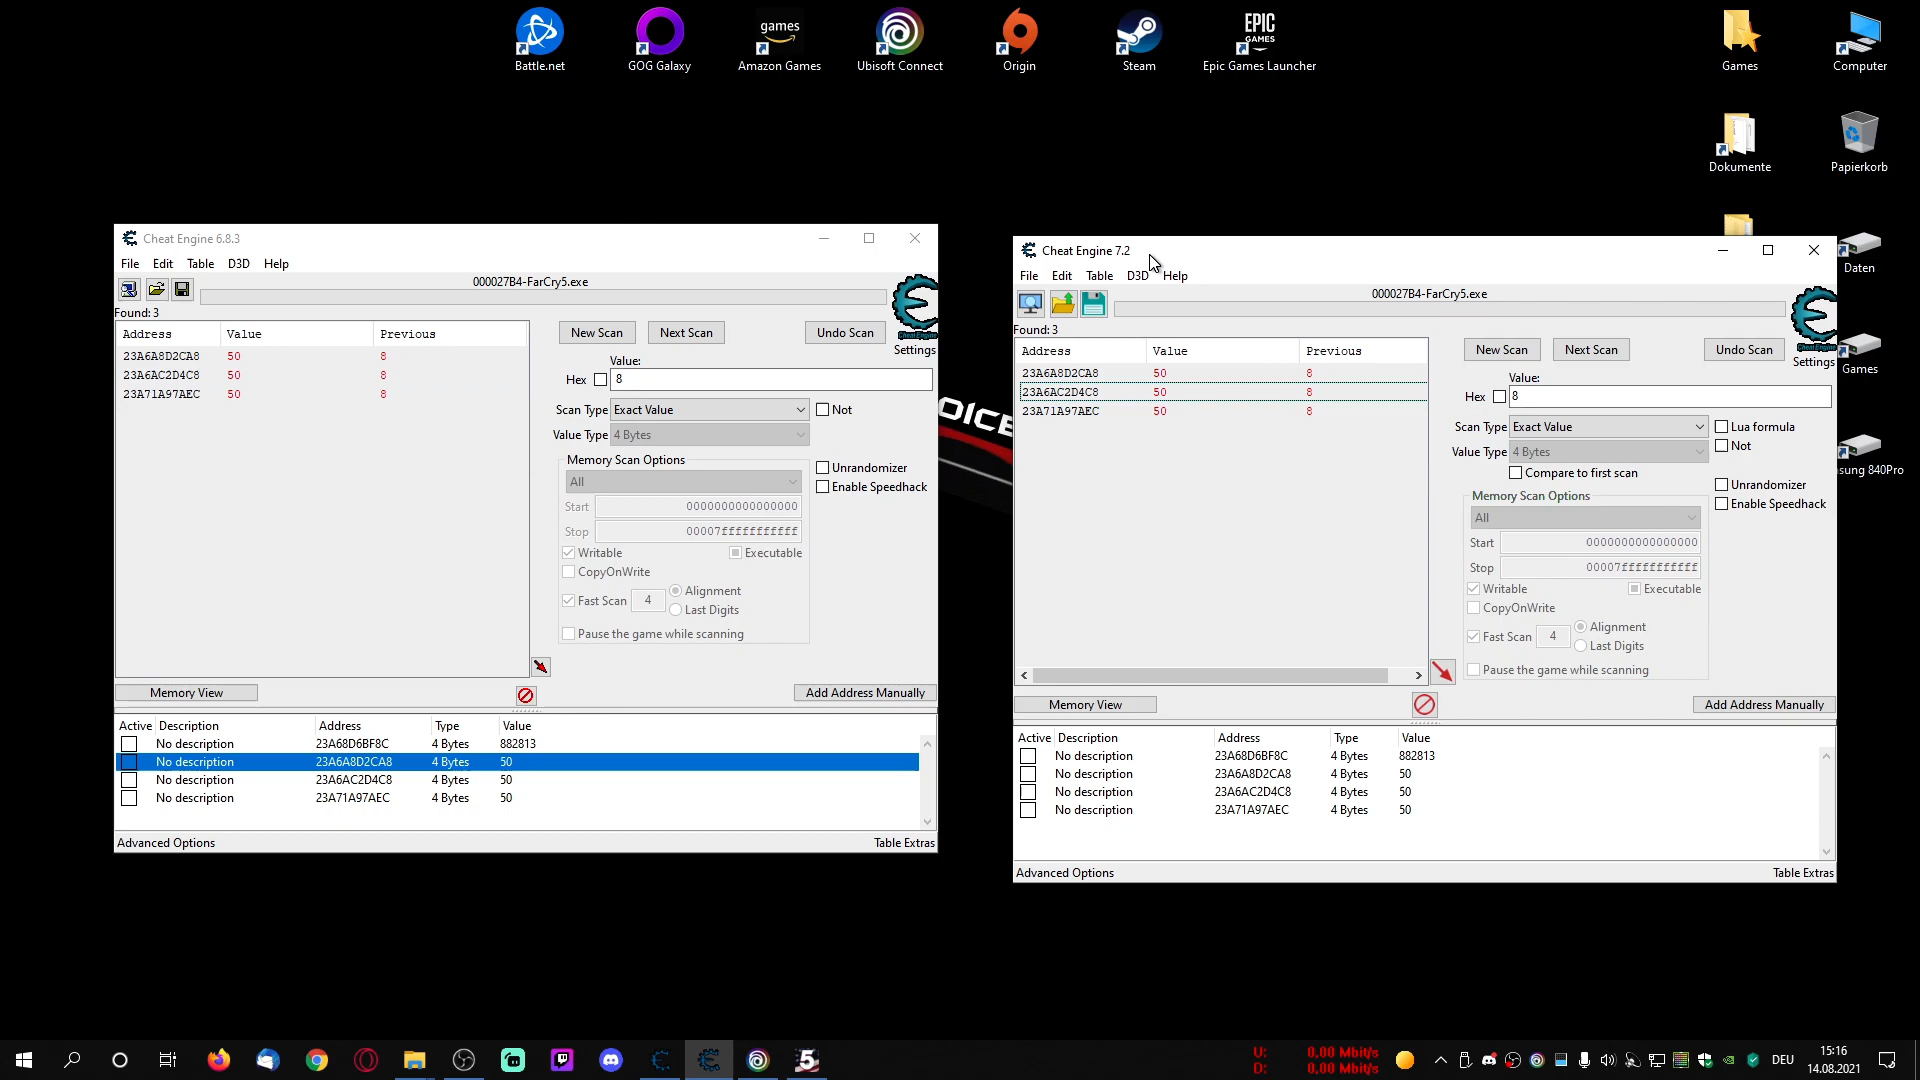 Battle.net
GOG Galaxy
games
Amazon Games
Ubisoft Connect
Origin
Steam
EPIC
GAMES
Epic Games Launcher
Games
Computer
Dokumente
Papierkorb
Daten
Games
sung 840Pro
OICE
Cheat Engine 6.8.3
File Edit Table D3D Help
000027B4-FarCry5.exe
Found: 3
Address Value Previous
23A6A8D2CA8 50 8
23A6AC2D4C8 50 8
23A71A97AEC 50 8
New Scan Next Scan Undo Scan
Settings
Value:
Hex 8
Scan Type Exact Value Not
Value Type 4 Bytes
Memory Scan Options
All
Unrandomizer
Enable Speedhack
Start 0000000000000000
Stop 00007fffffffffff
Writable Executable
CopyOnWrite
Fast Scan 4 Alignment
Last Digits
Pause the game while scanning
Memory View Add Address Manually
Active Description Address Type Value
No description 23A68D6BF8C 4 Bytes 882813
No description 23A6A8D2CA8 4 Bytes 50
No description 23A6AC2D4C8 4 Bytes 50
No description 23A71A97AEC 4 Bytes 50
Advanced Options Table Extras
Cheat Engine 7.2
File Edit Table D3D Help
000027B4-FarCry5.exe
Found: 3
Address Value Previous
23A6A8D2CA8 50 8
23A6AC2D4C8 50 8
23A71A97AEC 50 8
New Scan Next Scan Undo Scan
Settings
Value:
Hex 8
Scan Type Exact Value Lua formula
Not
Value Type 4 Bytes
Compare to first scan
Memory Scan Options
All
Unrandomizer
Enable Speedhack
Start 0000000000000000
Stop 00007fffffffffff
Writable Executable
CopyOnWrite
Fast Scan 4 Alignment
Last Digits
Pause the game while scanning
Memory View Add Address Manually
Active Description Address Type Value
No description 23A68D6BF8C 4 Bytes 882813
No description 23A6A8D2CA8 4 Bytes 50
No description 23A6AC2D4C8 4 Bytes 50
No description 23A71A97AEC 4 Bytes 50
Advanced Options Table Extras
5
U: 0,00 Mbit/s
D: 0,00 Mbit/s
DEU
15:16
14.08.2021